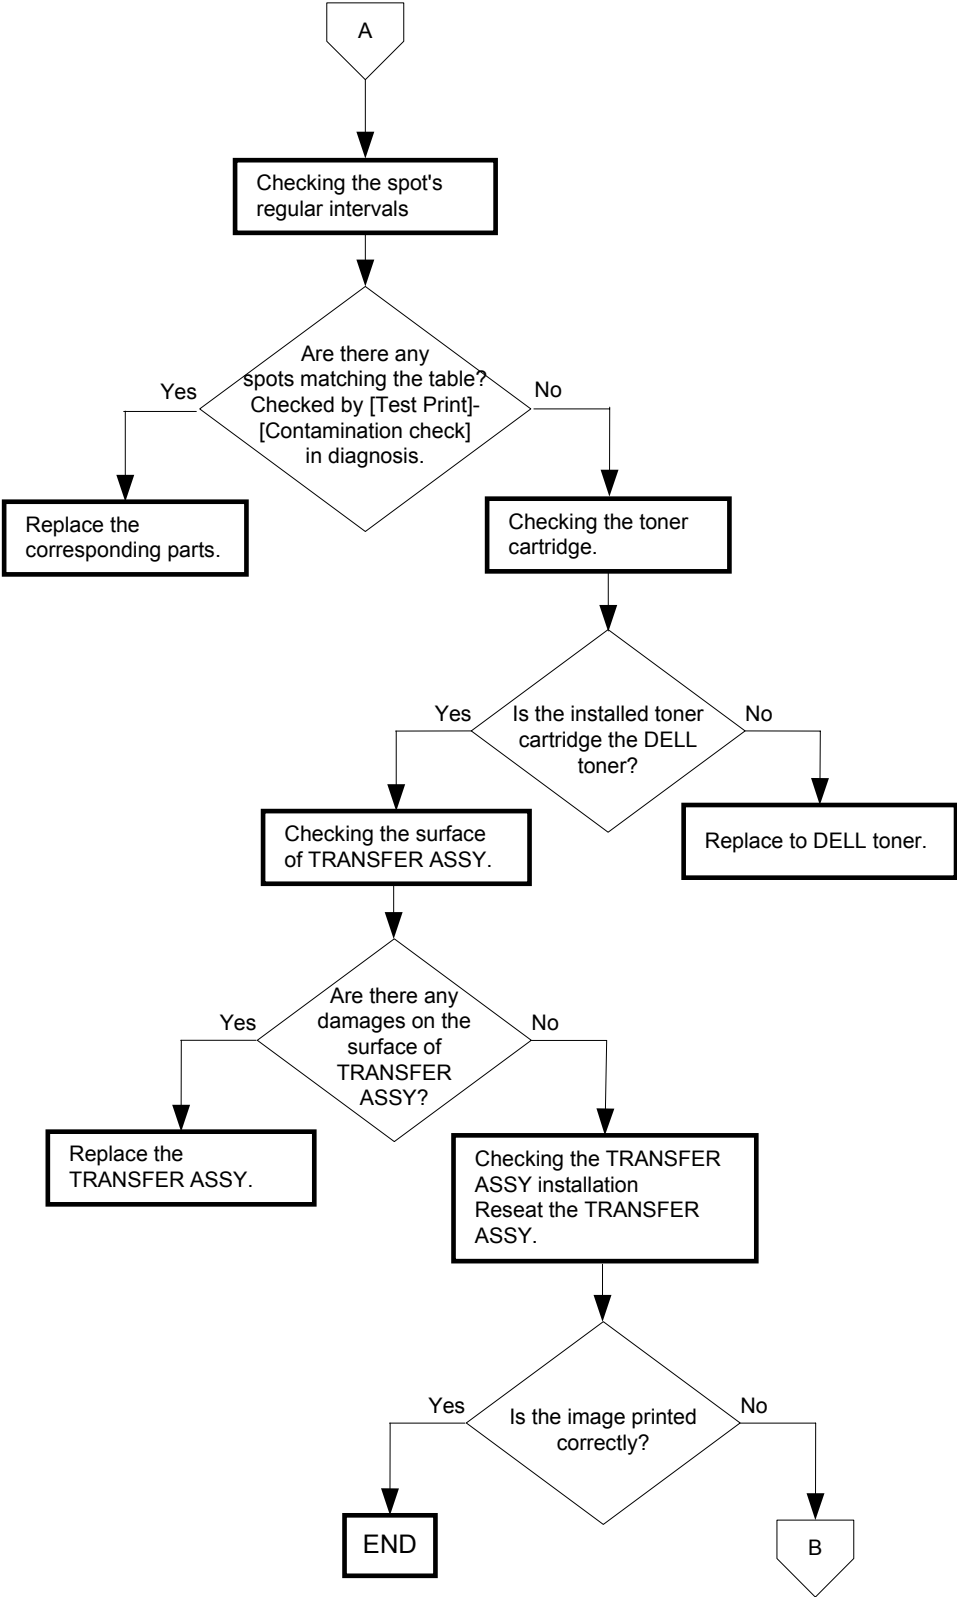 A
Checking the spot's
regular intervals
Are there any
spots matching the table?
Checked by [Test Print]-
[Contamination check]
in diagnosis.
Yes
No
Replace the
corresponding parts.
Checking the toner
cartridge.
Is the installed toner
cartridge the DELL
toner?
Yes
No
Checking the surface
of TRANSFER ASSY.
Replace to DELL toner.
Are there any
damages on the
surface of
TRANSFER
ASSY?
Yes
No
Replace the
TRANSFER ASSY.
Checking the TRANSFER
ASSY installation
Reseat the TRANSFER
ASSY.
Is the image printed
correctly?
Yes
No
END
B